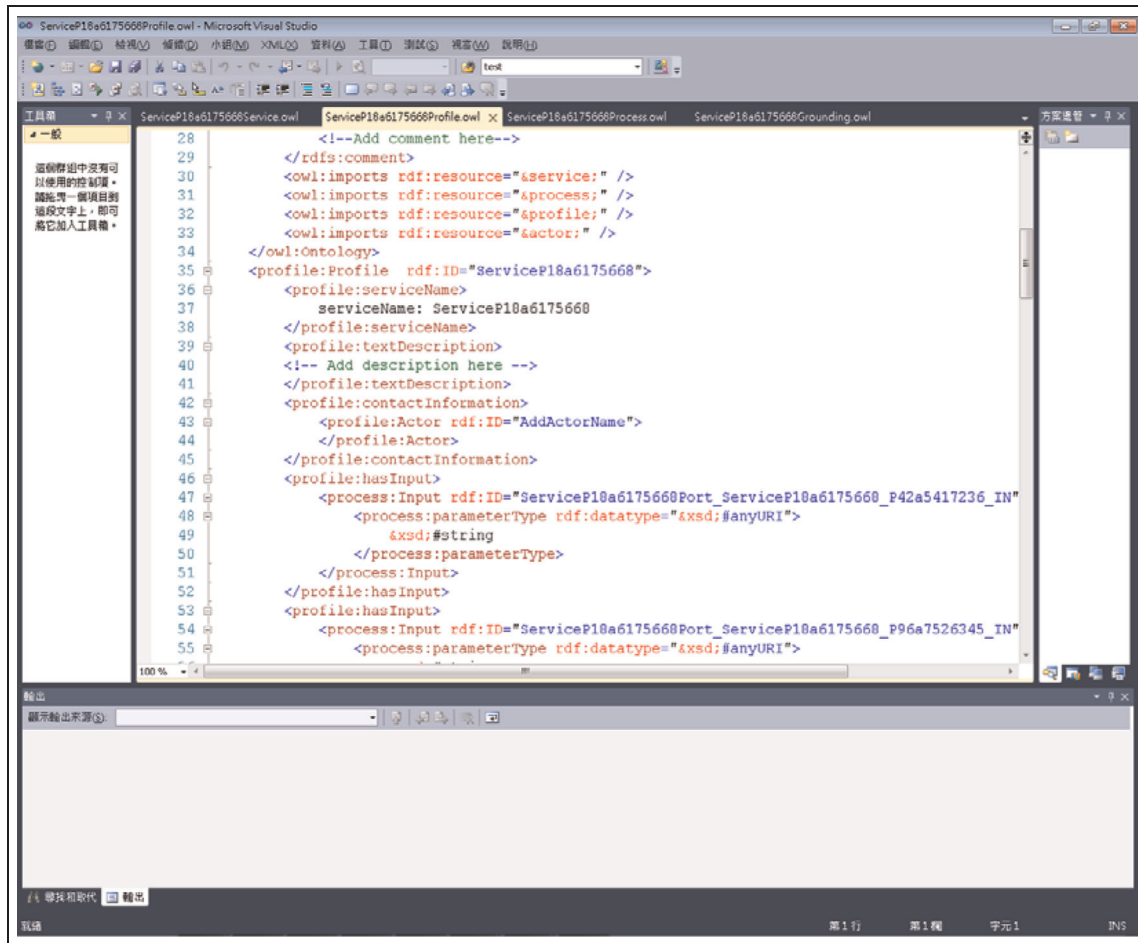 ServiceP18a6175668Profile.owl - Microsoft Visual Studio
檔案(F) 編輯(E) 檢視(V) 偵錯(D) 小組(M) XML(X) 資料(A) 工具(T) 測試(S) 視窗(W) 說明(H)
test
工具箱
ServiceP18a6175668Service.owl ServiceP18a6175668Profile.owl ServiceP18a6175668Process.owl ServiceP18a6175668Grounding.owl
方案總管
一般
這個群組中沒有可
以使用的控制項。
請拖曳一個項目到
這段文字上，即可
將它加入工具箱。
28 <!--Add comment here-->
29 </rdfs:comment>
30 <owl:imports rdf:resource="&service;" />
31 <owl:imports rdf:resource="&process;" />
32 <owl:imports rdf:resource="&profile;" />
33 <owl:imports rdf:resource="&actor;" />
34 </owl:Ontology>
35 <profile:Profile rdf:ID="ServiceP18a6175668">
36 <profile:serviceName>
37 serviceName: ServiceP18a6175668
38 </profile:serviceName>
39 <profile:textDescription>
40 <!-- Add description here -->
41 </profile:textDescription>
42 <profile:contactInformation>
43 <profile:Actor rdf:ID="AddActorName">
44 </profile:Actor>
45 </profile:contactInformation>
46 <profile:hasInput>
47 <process:Input rdf:ID="ServiceP18a6175668Port_ServiceP18a6175668_P42a5417236_IN"
48 <process:parameterType rdf:datatype="&xsd;#anyURI">
49 &xsd;#string
50 </process:parameterType>
51 </process:Input>
52 </profile:hasInput>
53 <profile:hasInput>
54 <process:Input rdf:ID="ServiceP18a6175668Port_ServiceP18a6175668_P96a7526345_IN"
55 <process:parameterType rdf:datatype="&xsd;#anyURI">
100 %
輸出
顯示輸出來源(S):
尋找和取代 輸出
就緒 第 1 行 第 1 欄 字元 1 INS